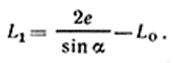 L₁ = 2e / sin α − L₀.